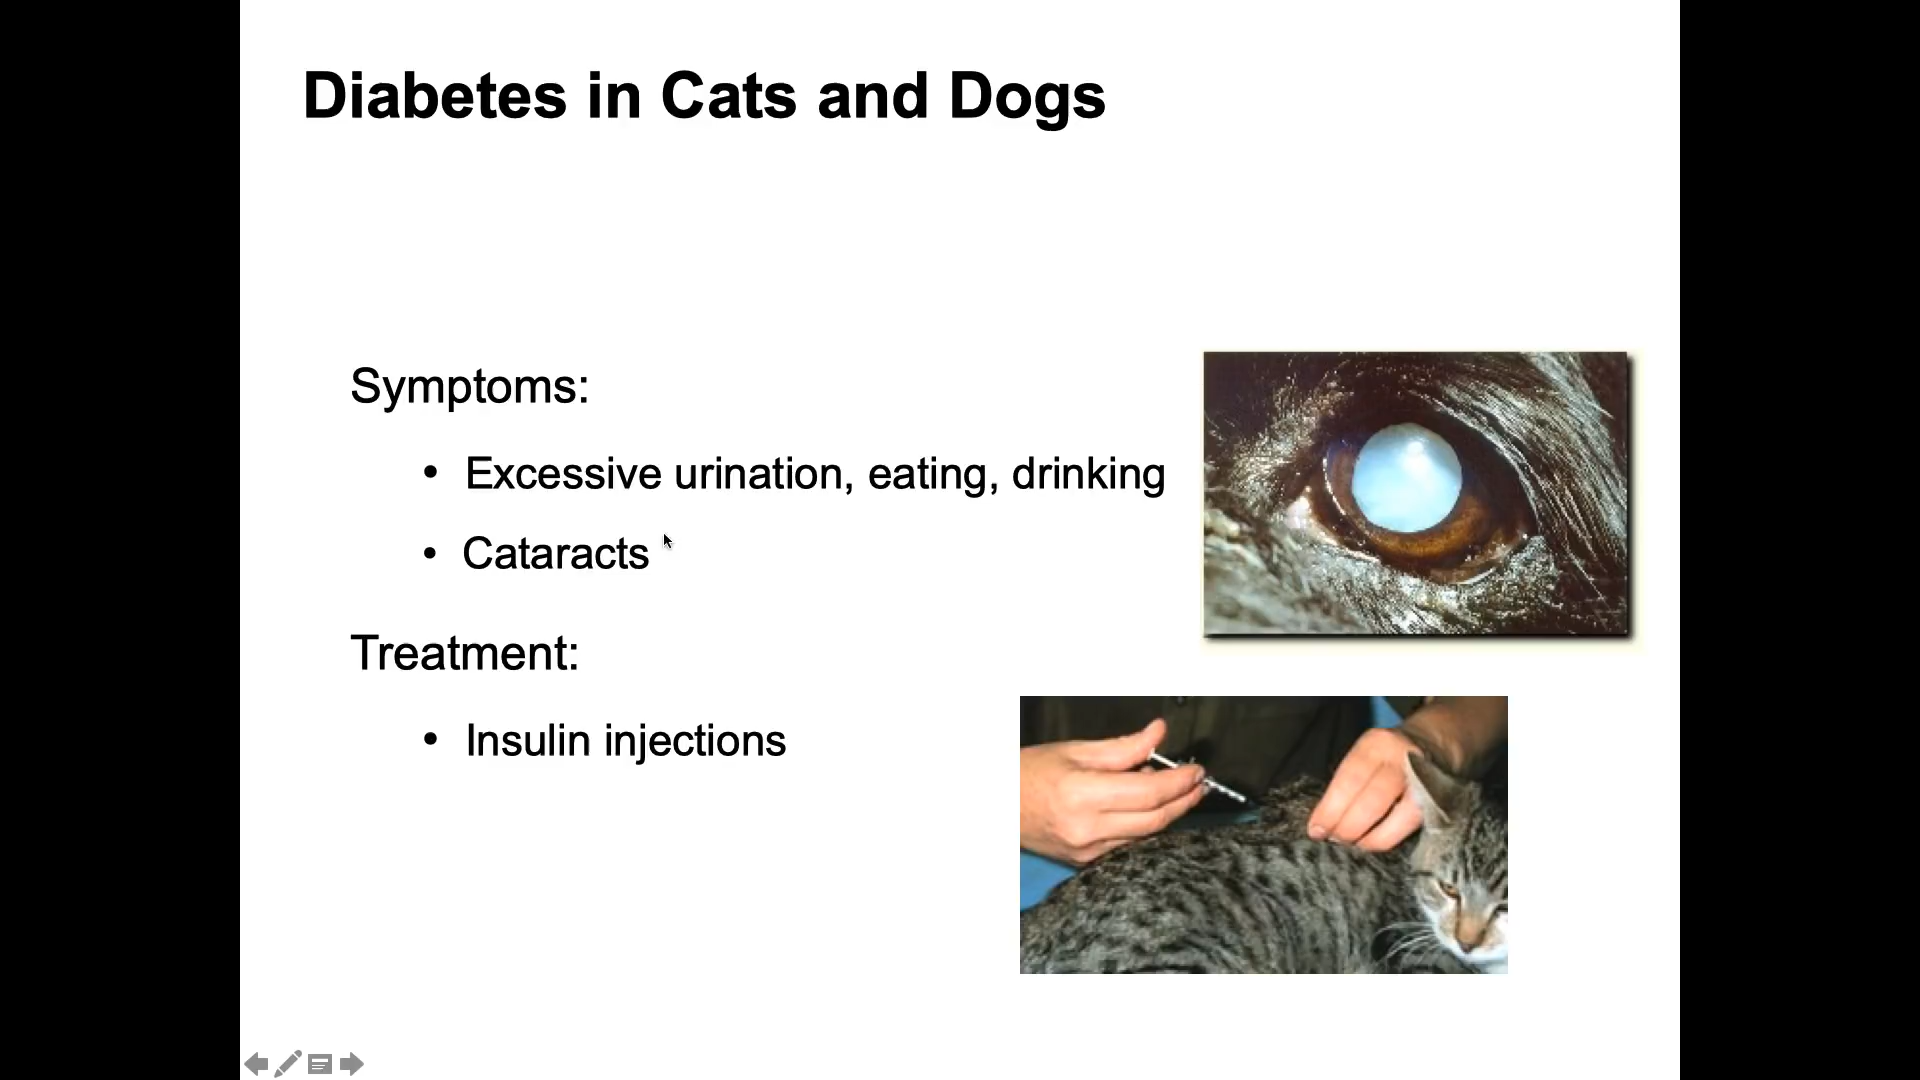 Diabetes in Cats and Dogs
Symptoms:
• Excessive urination, eating, drinking
• Cataracts
Treatment:
• Insulin injections